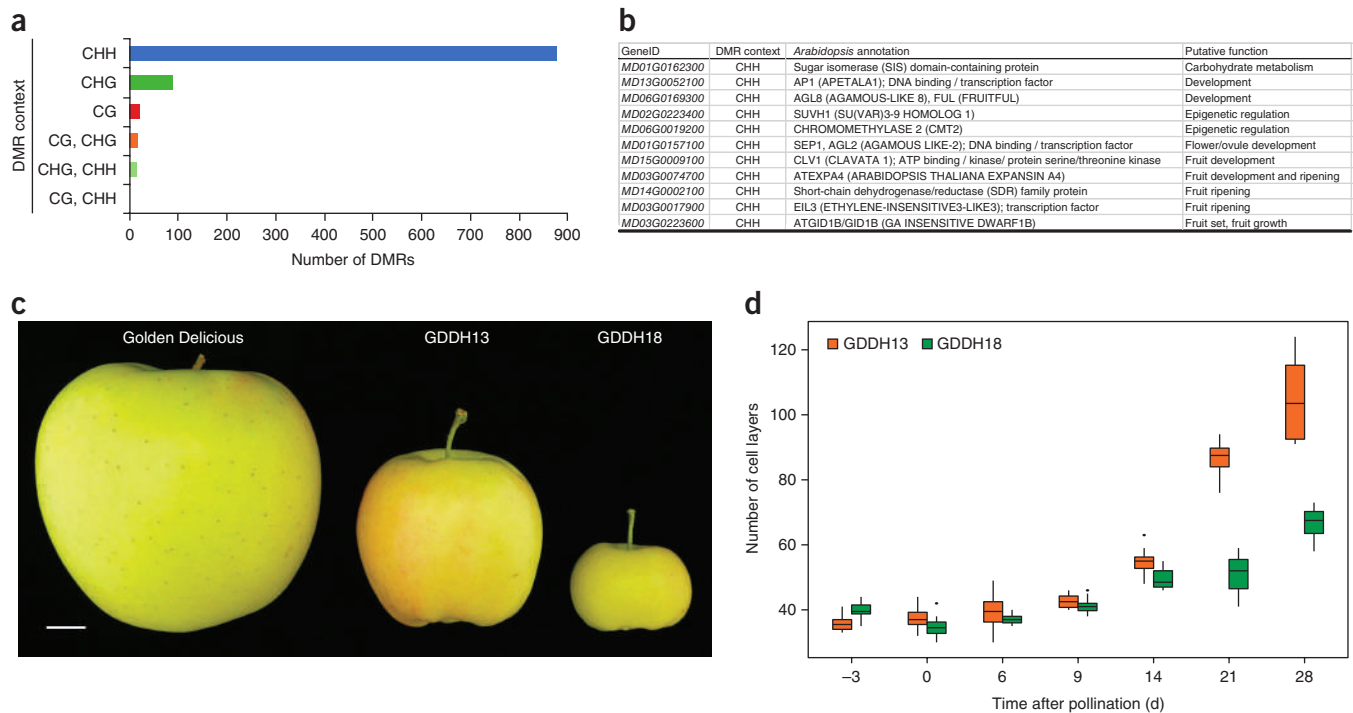 a
DMR context
CHH
CHG
CG
CG, CHG
CHG, CHH
CG, CHH
0 100 200 300 400 500 600 700 800 900
Number of DMRs
b
GeneID DMR context Arabidopsis annotation Putative function
MD01G0162300 CHH Sugar isomerase (SIS) domain-containing protein Carbohydrate metabolism
MD13G0052100 CHH AP1 (APETALA1); DNA binding / transcription factor Development
MD06G0169300 CHH AGL8 (AGAMOUS-LIKE 8), FUL (FRUITFUL) Development
MD02G0223400 CHH SUVH1 (SU(VAR)3-9 HOMOLOG 1) Epigenetic regulation
MD06G0019200 CHH CHROMOMETHYLASE 2 (CMT2) Epigenetic regulation
MD01G0157100 CHH SEP1, AGL2 (AGAMOUS LIKE-2); DNA binding / transcription factor Flower/ovule development
MD15G0009100 CHH CLV1 (CLAVATA 1); ATP binding / kinase/ protein serine/threonine kinase Fruit development
MD03G0074700 CHH ATEXPA4 (ARABIDOPSIS THALIANA EXPANSIN A4) Fruit development and ripening
MD14G0002100 CHH Short-chain dehydrogenase/reductase (SDR) family protein Fruit ripening
MD03G0017900 CHH EIL3 (ETHYLENE-INSENSITIVE3-LIKE3); transcription factor Fruit ripening
MD03G0223600 CHH ATGID1B/GID1B (GA INSENSITIVE DWARF1B) Fruit set, fruit growth
c
Golden Delicious GDDH13 GDDH18
d
GDDH13 GDDH18
Number of cell layers
120
100
80
60
40
−3 0 6 9 14 21 28
Time after pollination (d)